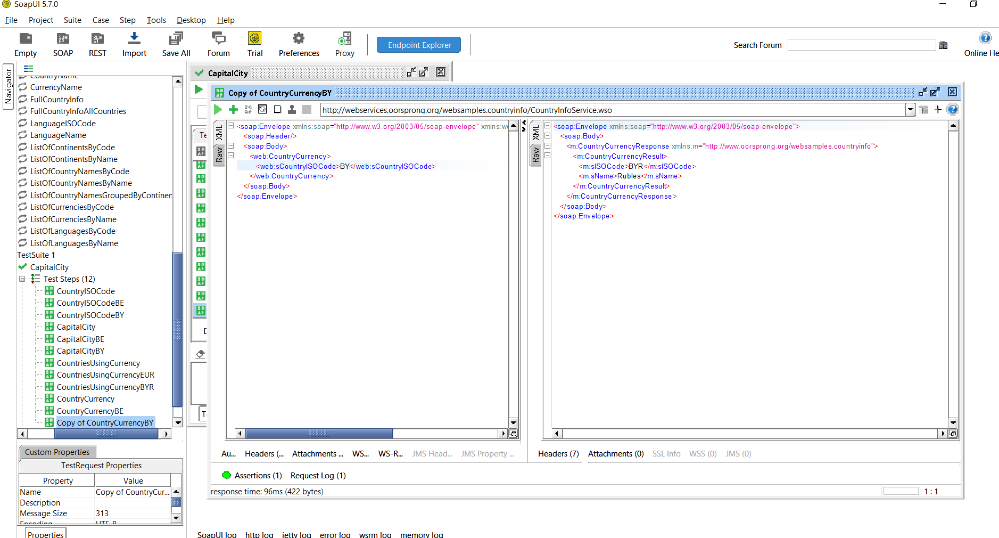 SoapUI 5.7.0
File Project Suite Case Step Tools Desktop Help
Empty SOAP REST Import Save All Forum Trial Preferences Proxy Endpoint Explorer Search Forum Online He
Navigator
CountryName
CurrencyName
FullCountryInfo
FullCountryInfoAllCountries
LanguageISOCode
LanguageName
ListOfContinentsByCode
ListOfContinentsByName
ListOfCountryNamesByCode
ListOfCountryNamesByName
ListOfCountryNamesGroupedByContinen
ListOfCurrenciesByCode
ListOfCurrenciesByName
ListOfLanguagesByCode
ListOfLanguagesByName
TestSuite 1
CapitalCity
Test Steps (12)
CountryISOCode
CountryISOCodeBE
CountryISOCodeBY
CapitalCity
CapitalCityBE
CapitalCityBY
CountriesUsingCurrency
CountriesUsingCurrencyEUR
CountriesUsingCurrencyBYR
CountryCurrency
CountryCurrencyBE
Copy of CountryCurrencyBY
Custom Properties
TestRequest Properties
Property Value
Name Copy of CountryCur...
Description
Message Size 313
Encoding UTF-8
Properties
CapitalCity
Te
D
T
Copy of CountryCurrencyBY
http://webservices.oorsprong.org/websamples.countryinfo/CountryInfoService.wso
XML
Raw
<soap:Envelope xmlns:soap="http://www.w3.org/2003/05/soap-envelope" xmlns:we
<soap:Header/>
<soap:Body>
<web:CountryCurrency>
<web:sCountryISOCode>BY</web:sCountryISOCode>
</web:CountryCurrency>
</soap:Body>
</soap:Envelope>
XML
Raw
<soap:Envelope xmlns:soap="http://www.w3.org/2003/05/soap-envelope">
<soap:Body>
<m:CountryCurrencyResponse xmlns:m="http://www.oorsprong.org/websamples.countryinfo">
<m:CountryCurrencyResult>
<m:sISOCode>BYR</m:sISOCode>
<m:sName>Rubles</m:sName>
</m:CountryCurrencyResult>
</m:CountryCurrencyResponse>
</soap:Body>
</soap:Envelope>
Au... Headers (... Attachments ... WS... WS-R... JMS Head... JMS Property ...
Headers (7) Attachments (0) SSL Info WSS (0) JMS (0)
Assertions (1) Request Log (1)
response time: 96ms (422 bytes)
1 : 1
SoapUI log http log jetty log error log wsrm log memory log